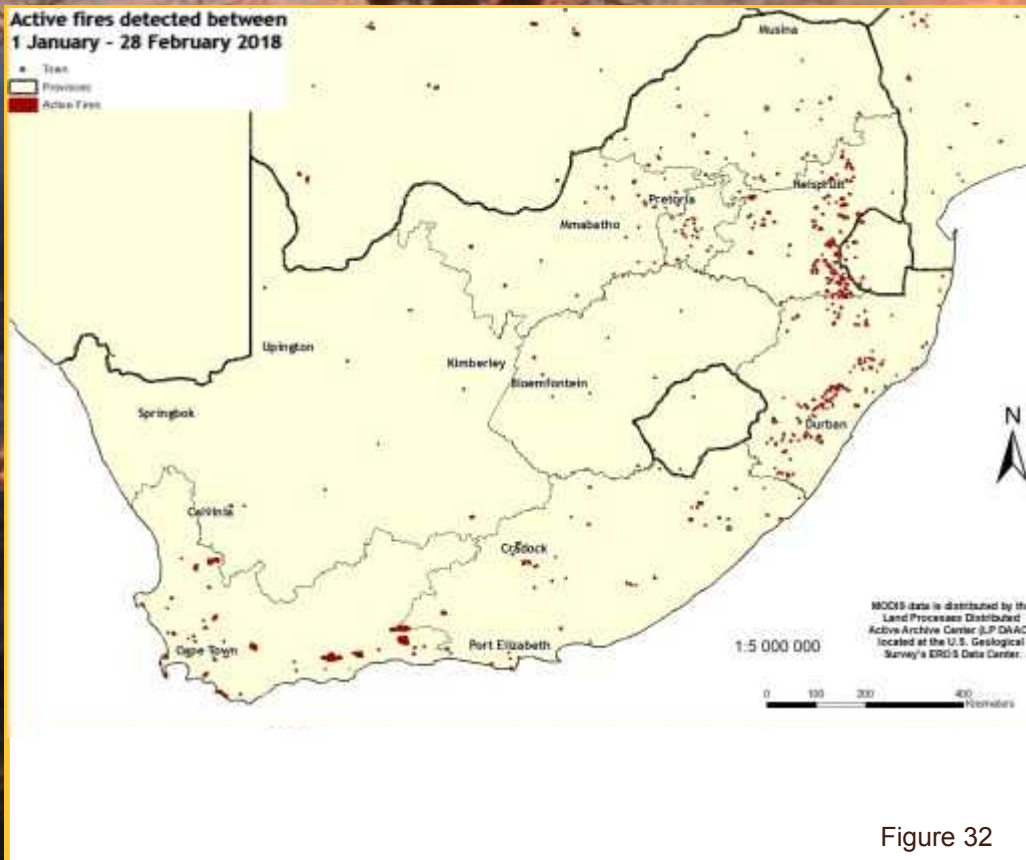 Active fires detected between
1 January - 28 February 2018
Town
Provinces
Active Fires
Musina
Nelspruit
Pretoria
Mmabatho
Upington
Kimberley
Bloemfontein
Springbok
Durban
N
Calvinia
Cradock
Cape Town
Port Elizabeth
1:5 000 000
MODIS data is distributed by the
Land Processes Distributed
Active Archive Center (LP DAAC)
located at the U.S. Geological
Survey's EROS Data Center.
0 100 200 400
Kilometers
Figure 32